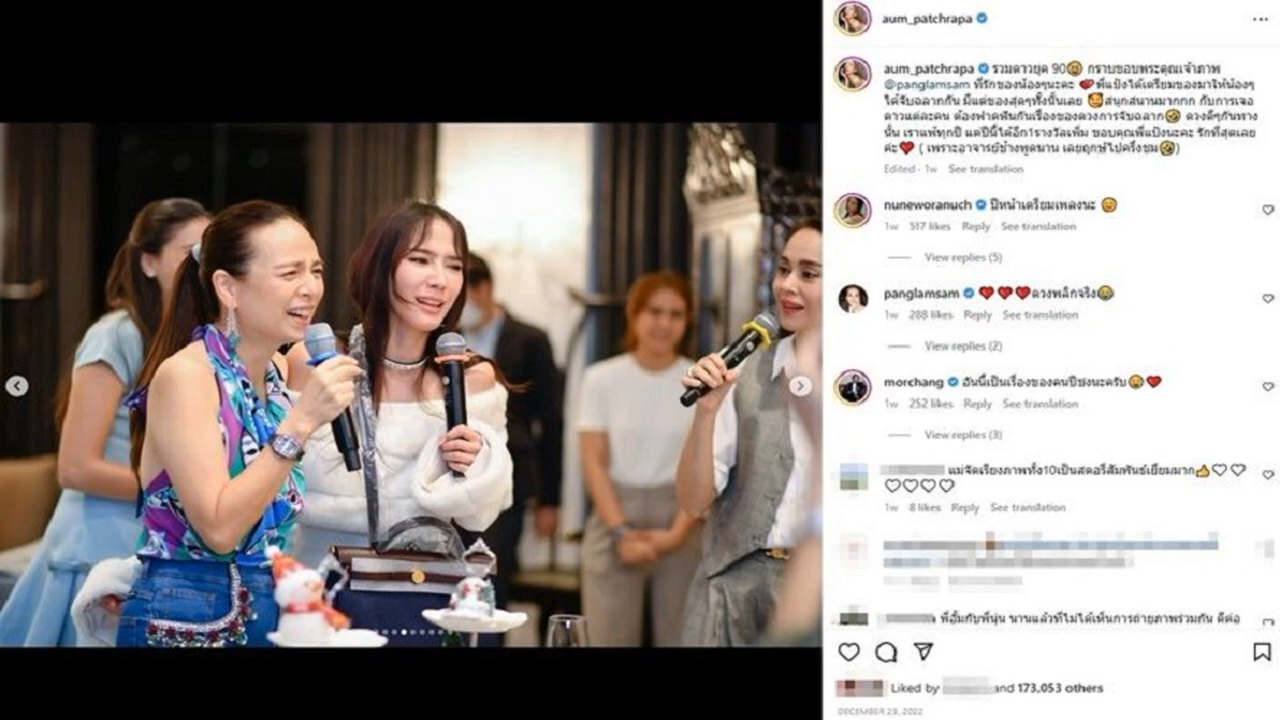 aum_patchrapa
aum_patchrapa รวมดาวยุค 90 กราบขอบพระคุณเจ้าภาพ
@panglamsam ที่รักของน้องๆนะคะ ❤️ พี่แป้งได้เตรียมของมาให้น้องๆ
ได้จับฉลากกัน มีแต่ของสุดๆทั้งนั้นเลย สนุกสนานมากกก กับการเจอ
ดาวแต่ละคน ต้องฟาดฟันกันเรื่องของดวงการจับฉลาก🤣 ดวงดีๆกันทาง
นั้น เราแพ้ทุกปี แต่ปีนี้ได้อีก1รางวัลเพิ่ม ขอบคุณพี่แป้งนะคะ รักที่สุดเลย
ค่ะ❤️ ( เพราะอาจารย์ช้างพูดนาน เลยฤกษ์ไปครึ่งชม🤣)
Edited · 1w See translation
nuneworanuch ปีหน้าเตรียมเพลงนะ
1w 517 likes Reply See translation
View replies (5)
panglamsam ❤️❤️❤️ดวงพลิกจริง
1w 288 likes Reply See translation
View replies (2)
morchang อันนี้เป็นเรื่องของคนปีชงนะครับ ❤️
1w 252 likes Reply See translation
View replies (3)
แม่จัดเรียงภาพทั้ง10เป็นสตอรี่สัมพันธ์เยี่ยมมาก👍♡♡
♡♡♡♡
1w 8 likes Reply See translation
พี่อั้มกับพี่นุ่น นานแล้วที่ไม่ได้เห็นการถ่ายภาพร่วมกัน ดีต่อ
Liked by and 173,053 others
DECEMBER 29, 2022